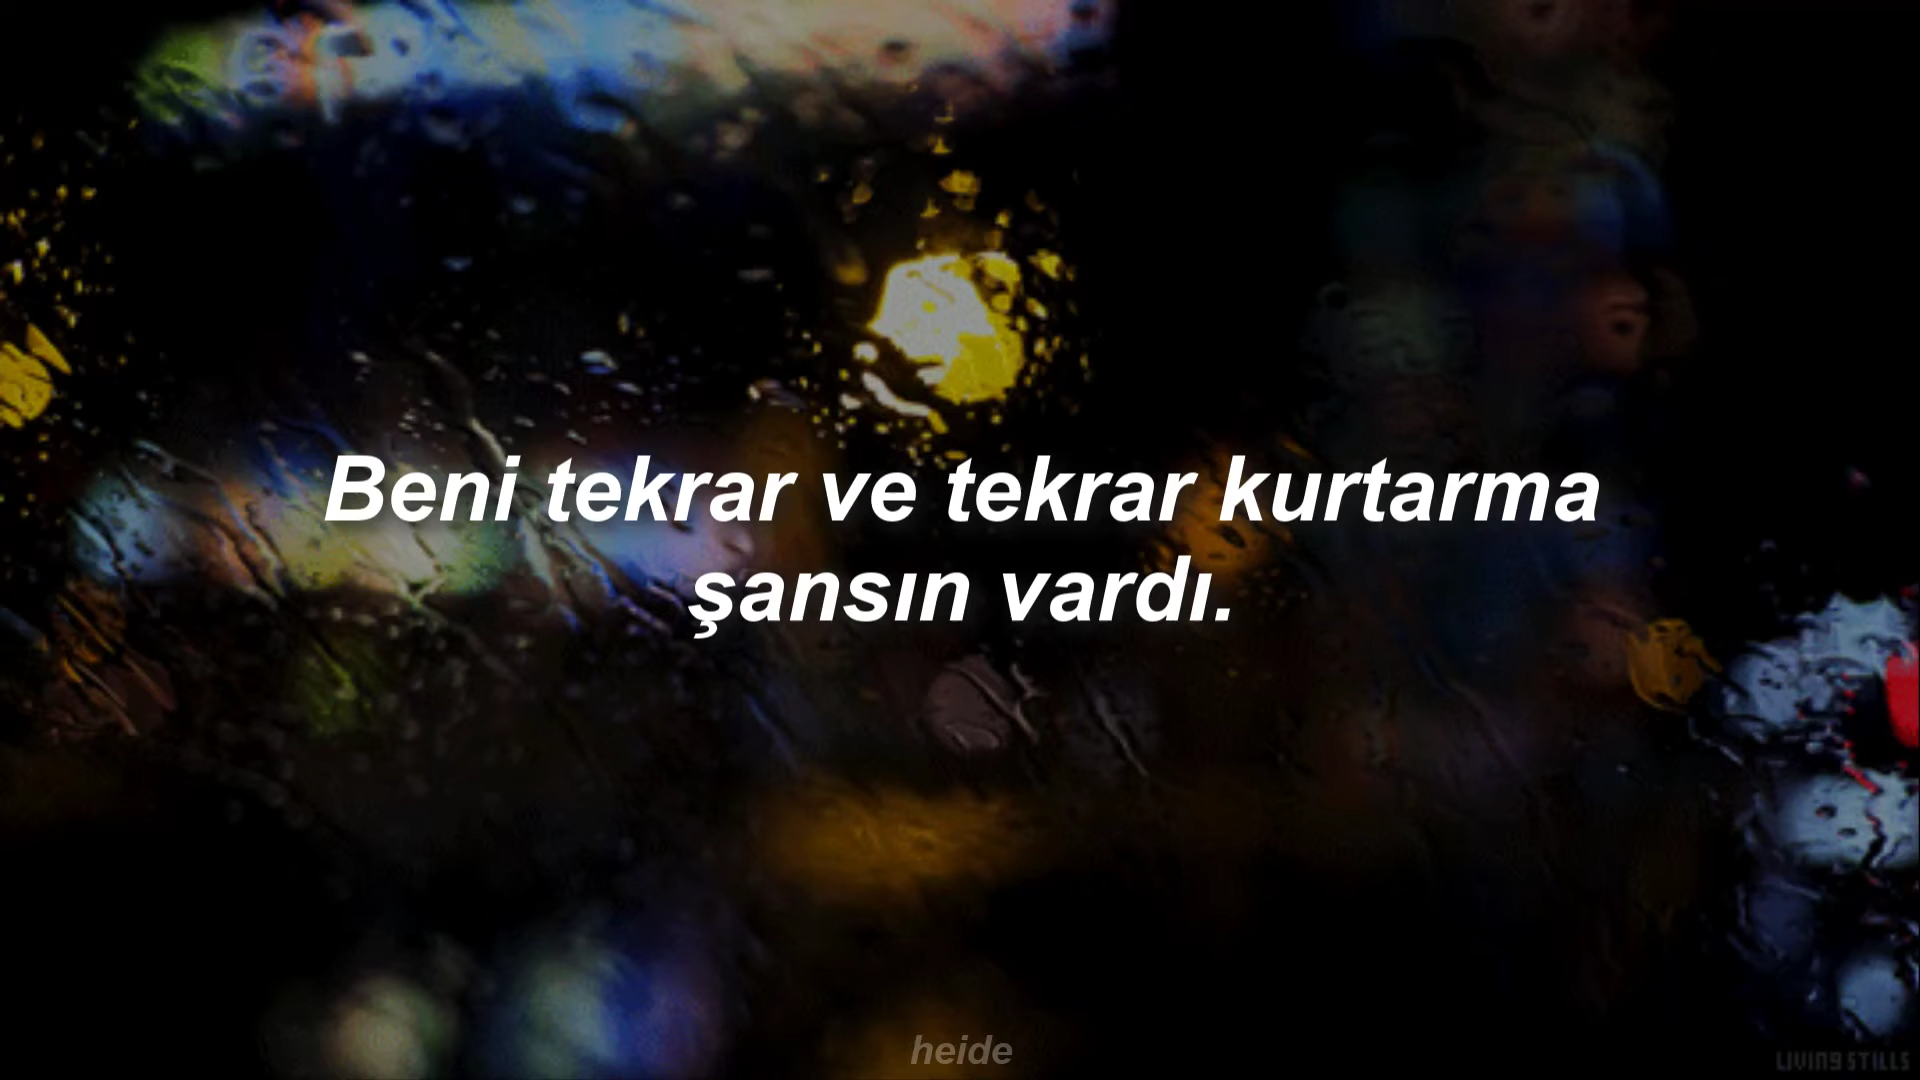 Beni tekrar ve tekrar kurtarma
şansın vardı.
heide
LIVING STILLS